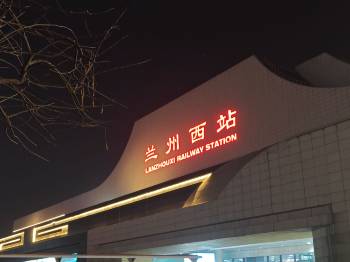 兰州西站
LANZHOUXI RAILWAY STATION